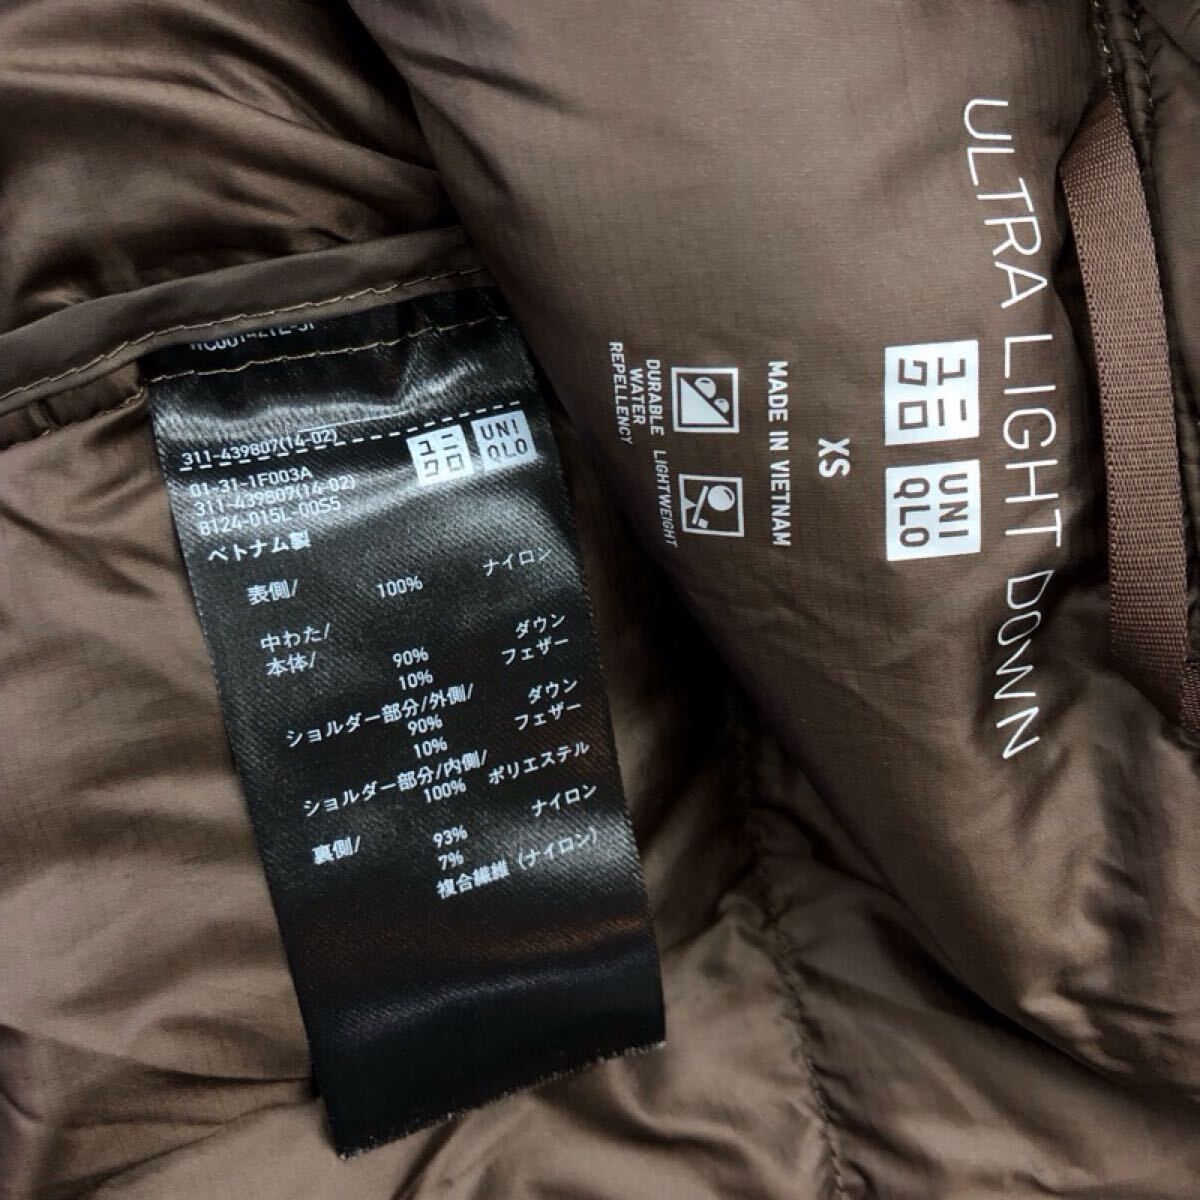 311-439807(14-02)
ユニ
クロ
UNI
QLO
01-31-1F003A
311-439807(14-02)
8124-015L-00S5
ベトナム製
表側/ 100% ナイロン
中わた/
本体/ 90% ダウン
10% フェザー
ショルダー部分/外側/
90% ダウン
10% フェザー
ショルダー部分/内側/
100% ポリエステル
裏側/ 93% ナイロン
7%
複合繊維(ナイロン)
ULTRA LIGHT DOWN
ユニ
クロ
UNI
QLO
XS
MADE IN VIETNAM
DURABLE
WATER
REPELLENCY
LIGHTWEIGHT